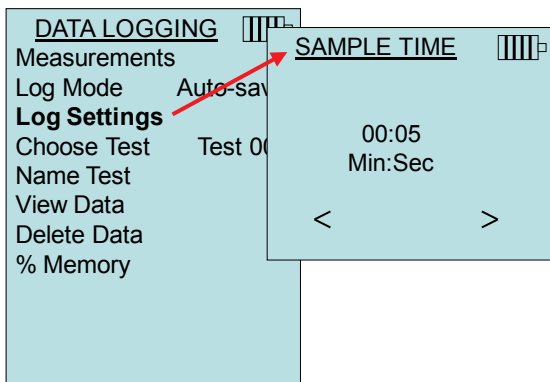 DATA LOGGING
Measurements
Log Mode Auto-sav
Log Settings
Choose Test Test 00
Name Test
View Data
Delete Data
% Memory
SAMPLE TIME
00:05
Min:Sec
< >